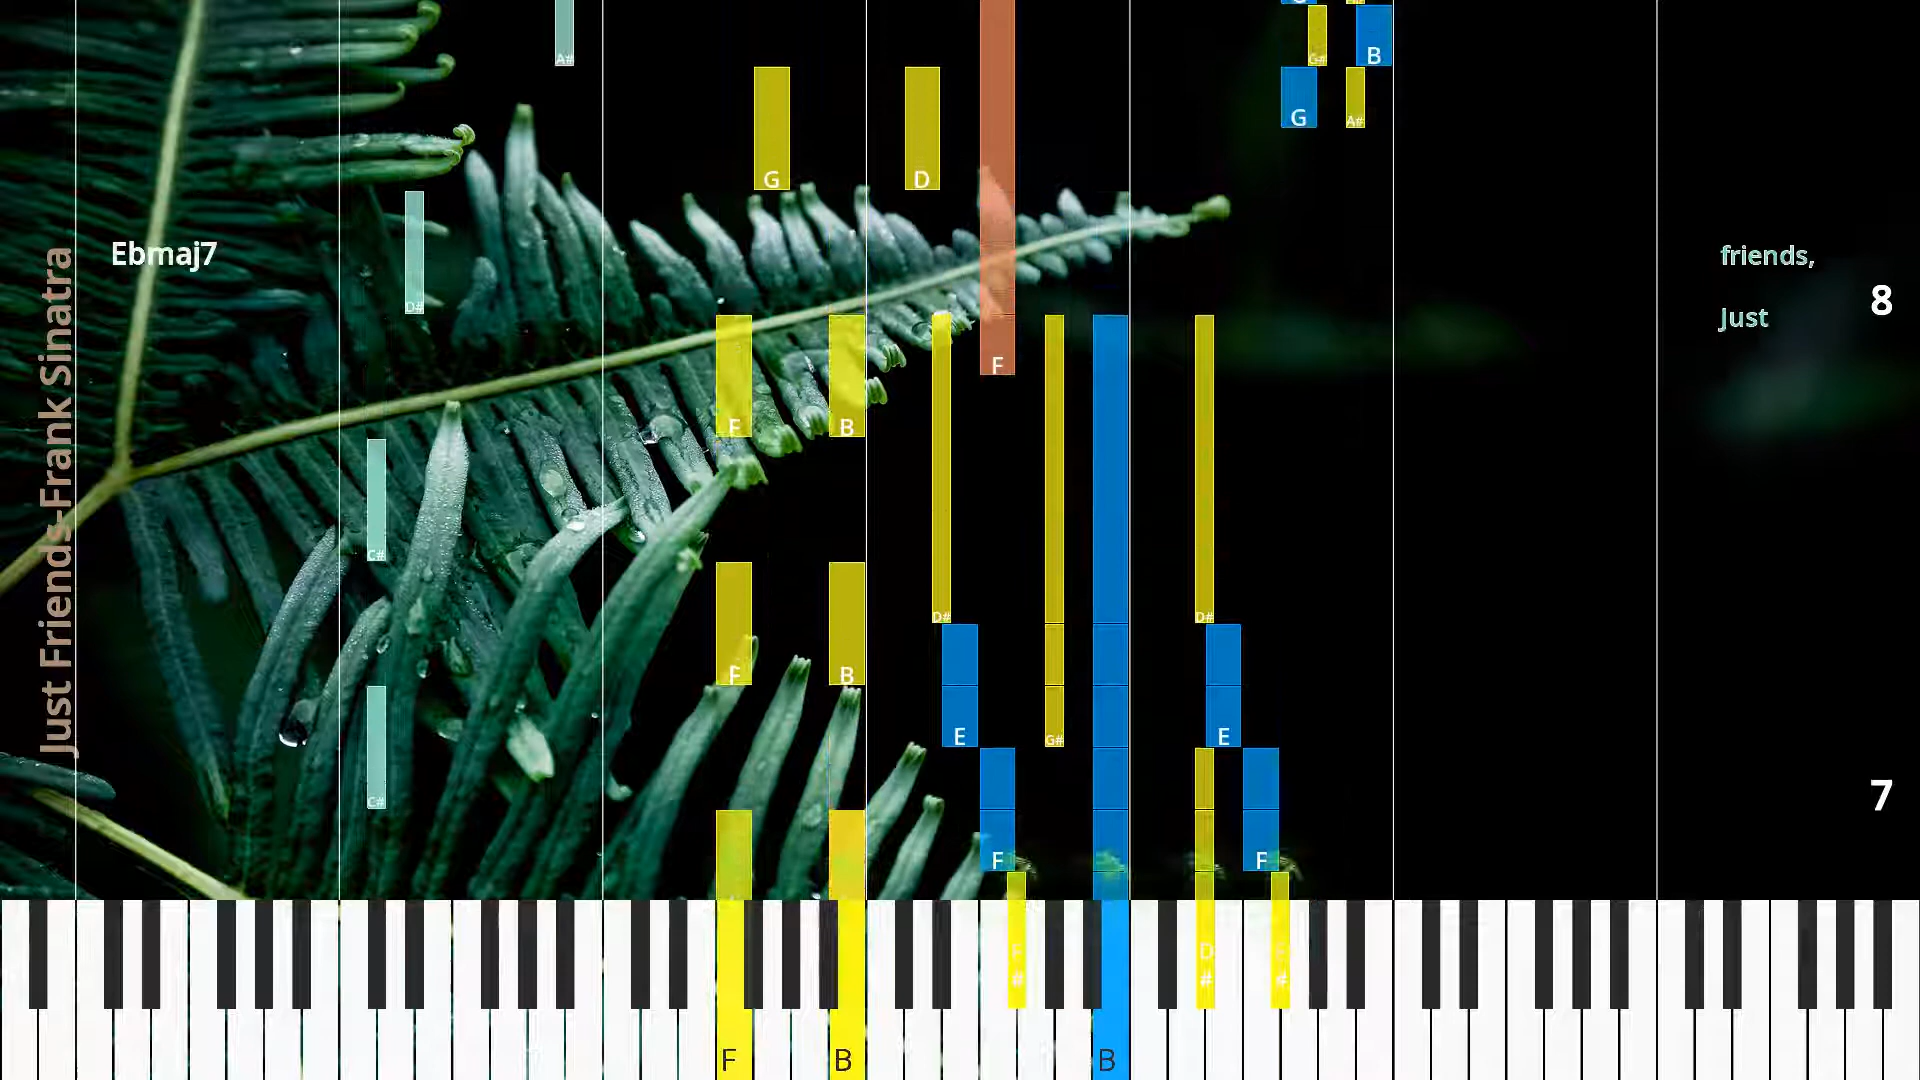 A#
G#
B
G
A#
G
D
Just Friends-Frank Sinatra
Ebmaj7
D#
friends,
8
Just
F
F
B
C#
D#
D#
F
B
E
E
G#
7
C#
F
F
F#
D#
F#
F
B
B